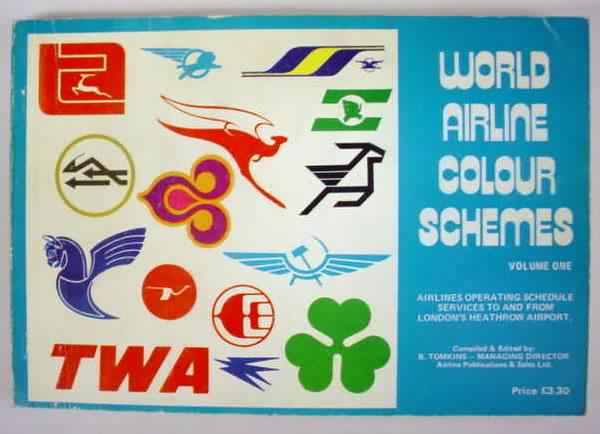 WORLD
AIRLINE
COLOUR
SCHEMES
VOLUME ONE
AIRLINES OPERATING SCHEDULE
SERVICES TO AND FROM
LONDON'S HEATHROW AIRPORT.
Compiled & Edited by:
B. TOMKINS – MANAGING DIRECTOR
Airline Publications & Sales Ltd.
Price £3.30
TWA